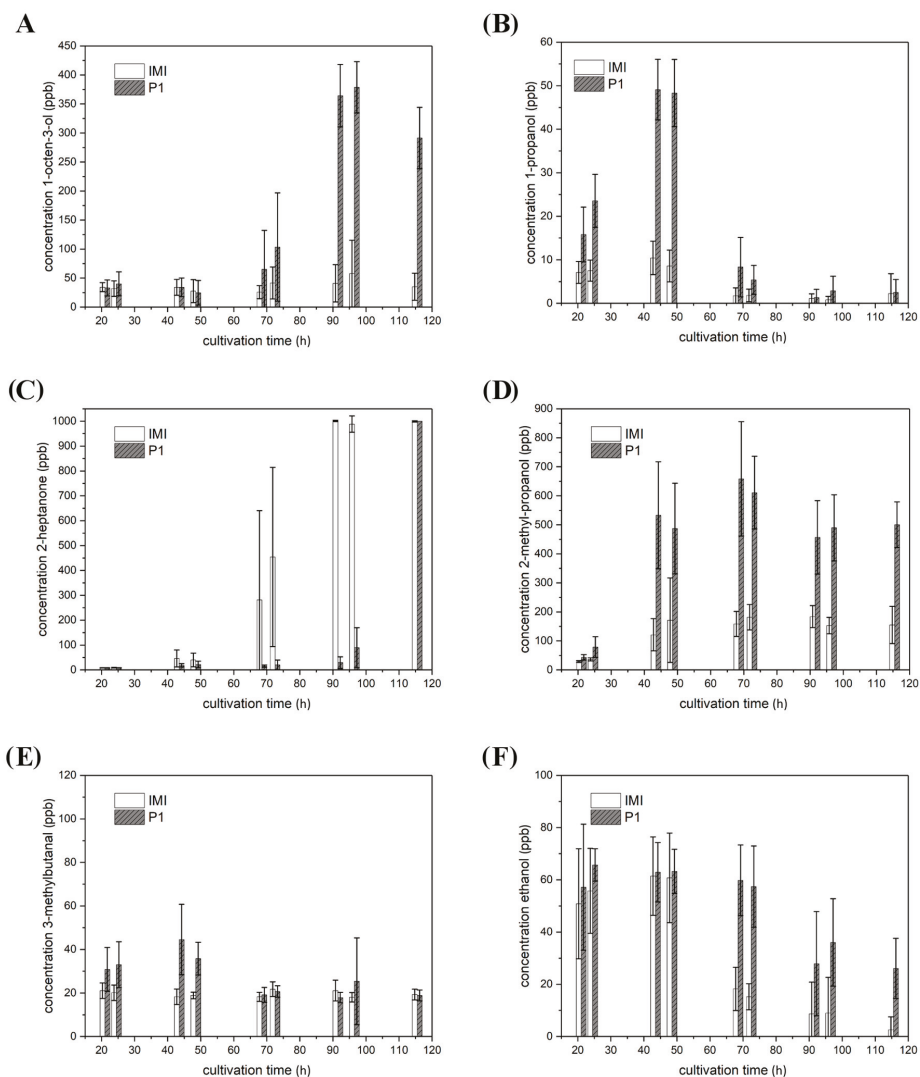 A
450
400
350
300
250
200
150
100
50
0
concentration 1-octen-3-ol (ppb)
IMI
P1
20 30 40 50 60 70 80 90 100 110 120
cultivation time (h)
(B)
60
50
40
30
20
10
0
concentration 1-propanol (ppb)
IMI
P1
20 30 40 50 60 70 80 90 100 110 120
cultivation time (h)
(C)
1000
900
800
700
600
500
400
300
200
100
0
concentration 2-heptanone (ppb)
IMI
P1
20 30 40 50 60 70 80 90 100 110 120
cultivation time (h)
(D)
900
800
700
600
500
400
300
200
100
0
concentration 2-methyl-propanol (ppb)
IMI
P1
20 30 40 50 60 70 80 90 100 110 120
cultivation time (h)
(E)
120
100
80
60
40
20
0
concentration 3-methylbutanal (ppb)
IMI
P1
20 30 40 50 60 70 80 90 100 110 120
cultivation time (h)
(F)
100
80
60
40
20
0
concentration ethanol (ppb)
IMI
P1
20 30 40 50 60 70 80 90 100 110 120
cultivation time (h)